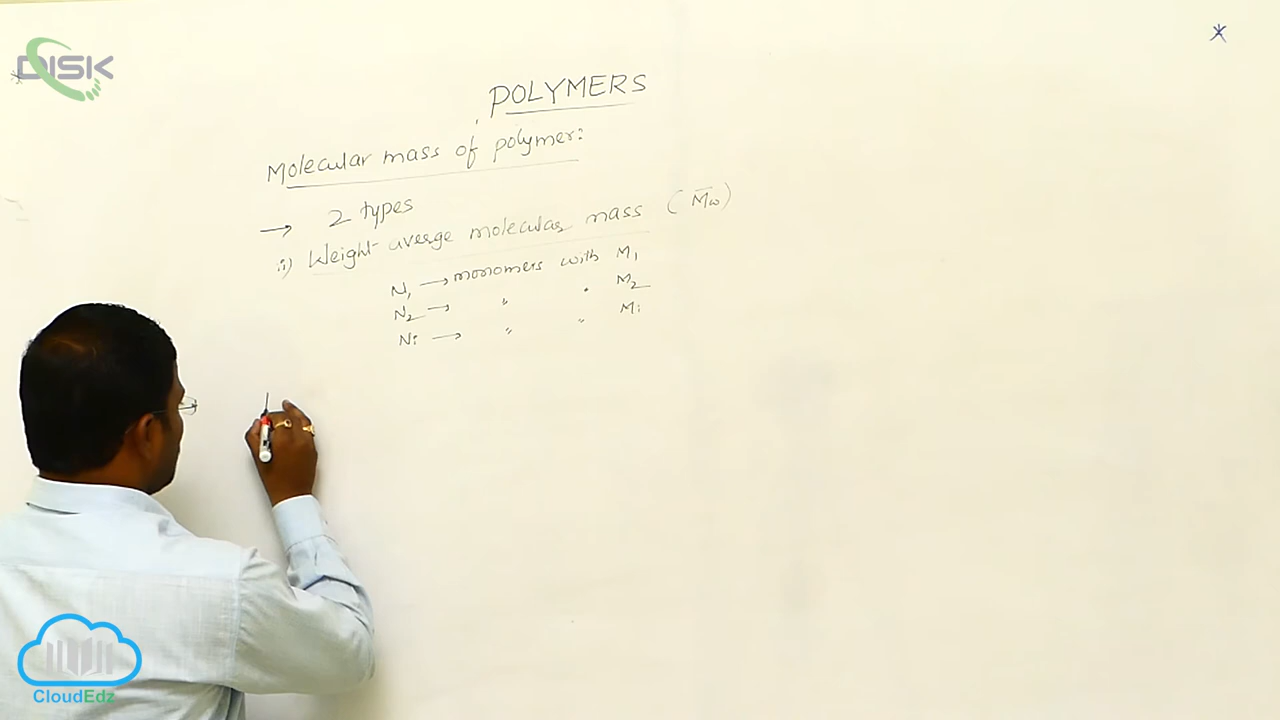 DISK
POLYMERS
Molecular mass of polymer:
→ 2 types
ii) Weight average molecular mass (M̅w)
N1 → monomers with M1
N2 → " " M2
Ni → " " Mi
CloudEdz